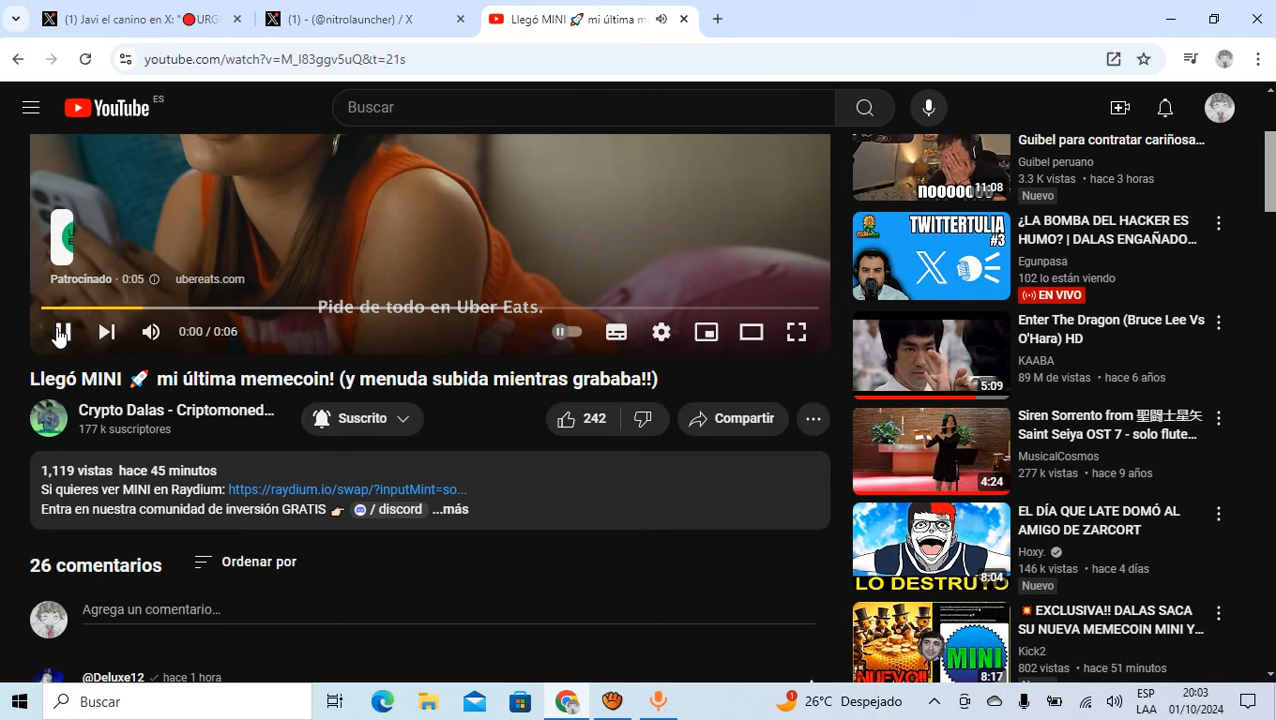 (1) Javi el canino en X: "🔴URG
(1) - (@nitrolauncher) / X
Llegó MINI 🚀 mi última m
youtube.com/watch?v=M_I83ggv5uQ&t=21s
YouTube ES
Buscar
Patrocinado · 0:05
ubereats.com
Pide de todo en Uber Eats.
0:00 / 0:06
Llegó MINI 🚀 mi última memecoin! (y menuda subida mientras grababa!!)
Crypto Dalas - Criptomoned...
177 k suscriptores
Suscrito
242
Compartir
1,119 vistas hace 45 minutos
Si quieres ver MINI en Raydium: https://raydium.io/swap/?inputMint=so...
Entra en nuestra comunidad de inversión GRATIS 👉🏻 / discord ...más
26 comentarios
Ordenar por
Agrega un comentario...
@Deluxe12 hace 1 hora
NOOOOOOO
11:08
Guibel para contratar cariñosa...
Guibel peruano
3.3 K vistas · hace 3 horas
Nuevo
TWITTERTULIA
#3
¿LA BOMBA DEL HACKER ES
HUMO? | DALAS ENGAÑADO...
Egunpasa
102 lo están viendo
EN VIVO
5:09
Enter The Dragon (Bruce Lee Vs
O'Hara) HD
KAABA
89 M de vistas · hace 6 años
4:24
Siren Sorrento from 聖闘士星矢
Saint Seiya OST 7 - solo flute...
MusicalCosmos
277 k vistas · hace 9 años
LO DESTRUYO
8:04
EL DÍA QUE LATE DOMÓ AL
AMIGO DE ZARCORT
Hoxy.
146 k vistas · hace 4 días
Nuevo
NUEVO
MINI
8:17
💥 EXCLUSIVA!! DALAS SACA
SU NUEVA MEMECOIN MINI Y...
Kick2
802 vistas · hace 51 minutos
Buscar
1
26°C Despejado
ESP
LAA
20:03
01/10/2024